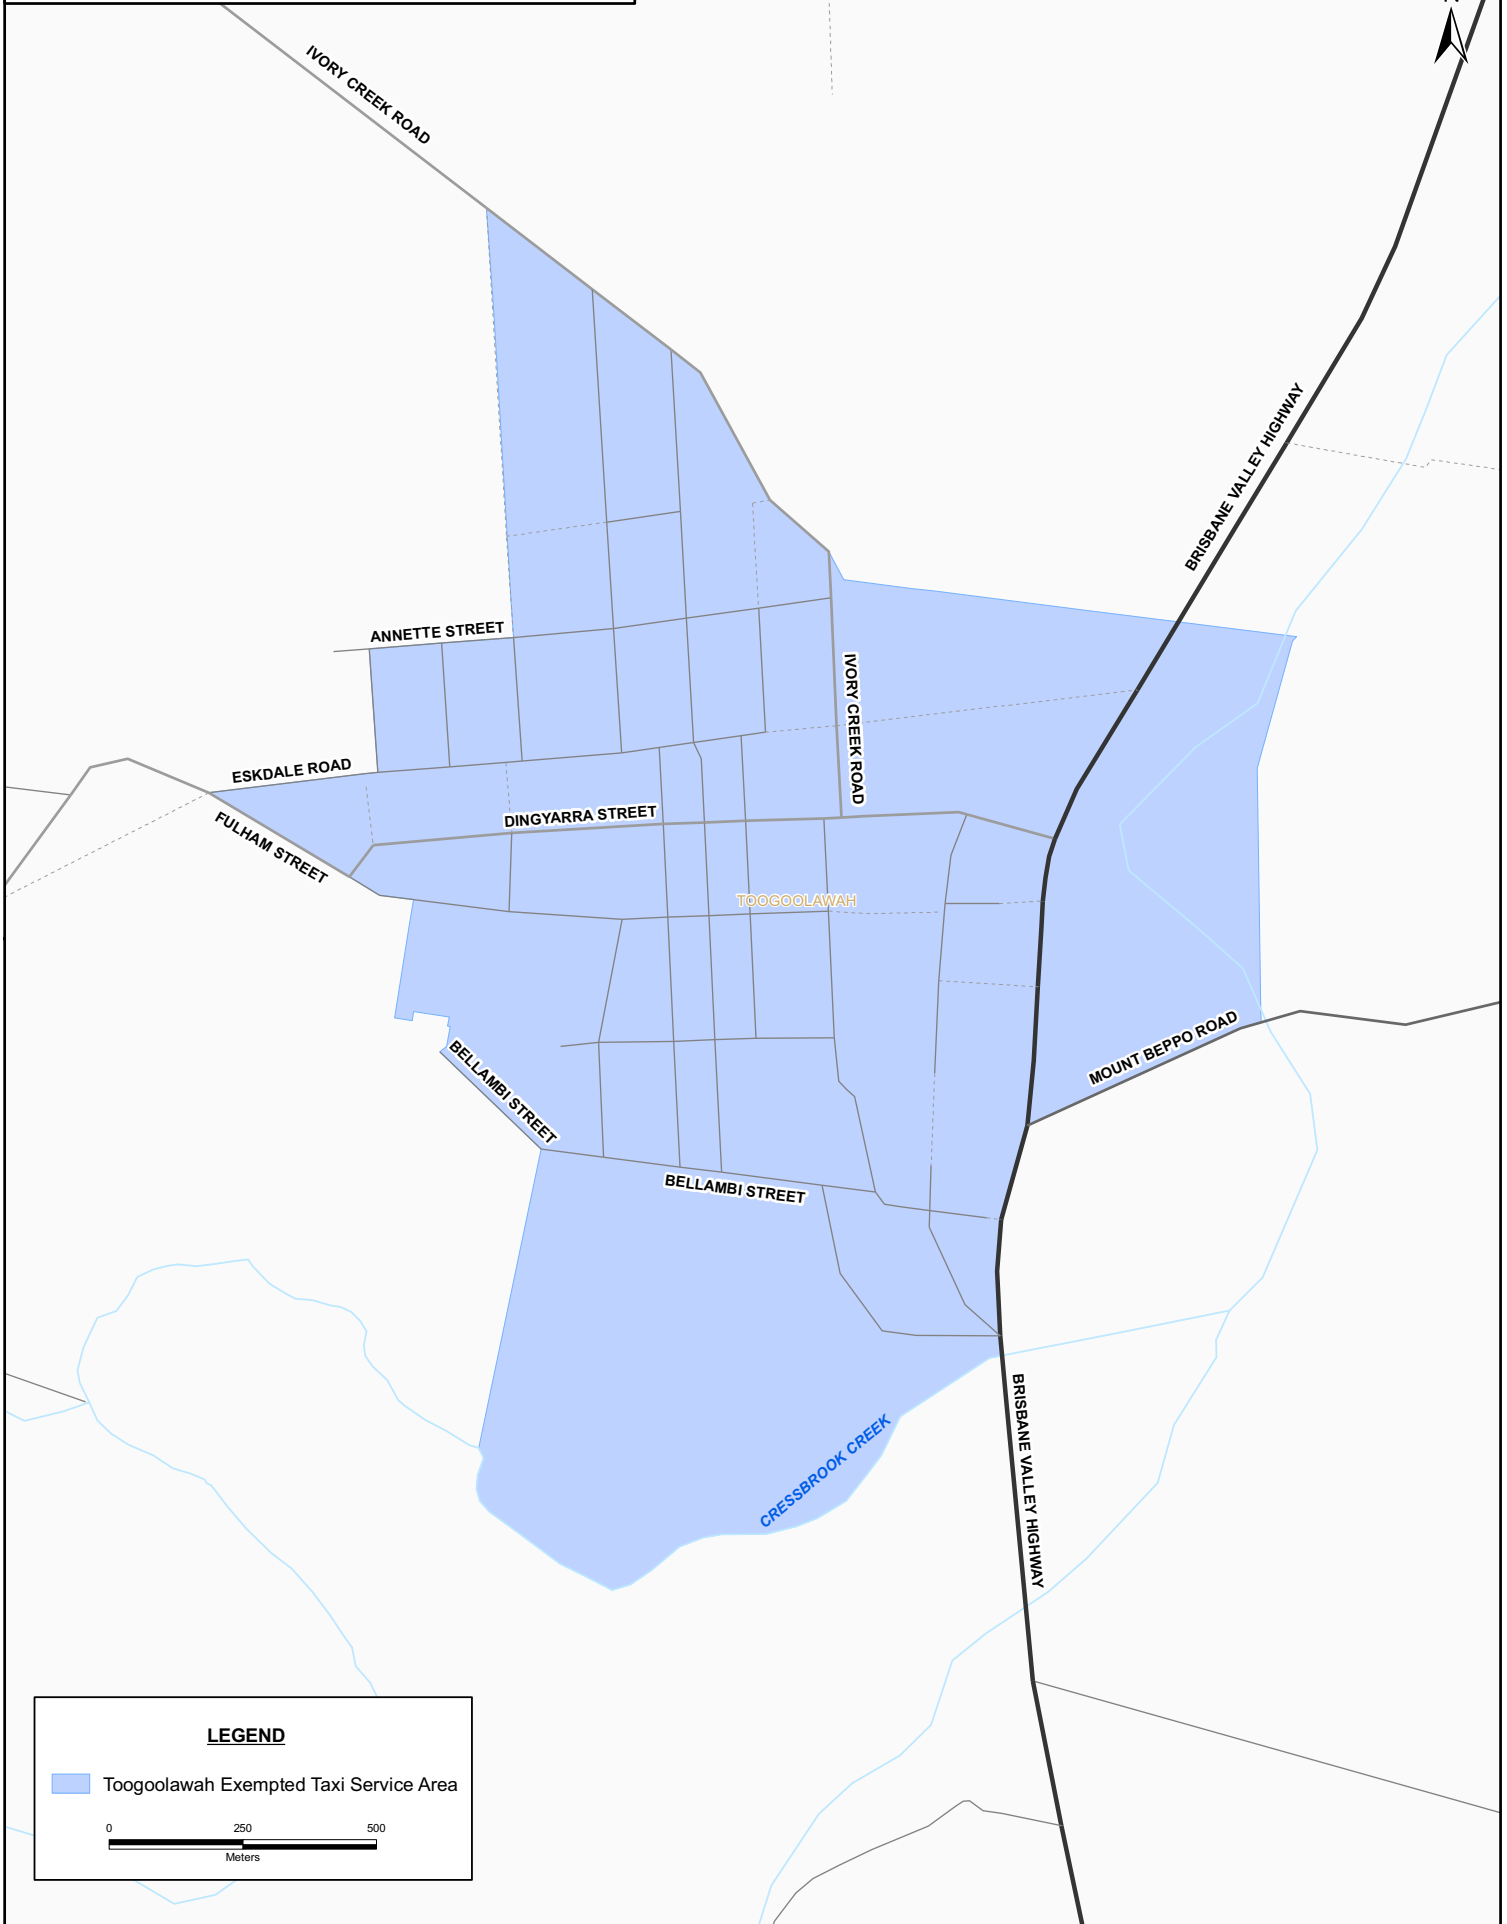 IVORY CREEK ROAD
BRISBANE VALLEY HIGHWAY
ANNETTE STREET
IVORY CREEK ROAD
ESKDALE ROAD
DINGYARRA STREET
FULHAM STREET
TOOGOOLAWAH
MOUNT BEPPO ROAD
BELLAMBI STREET
BELLAMBI STREET
BRISBANE VALLEY HIGHWAY
CRESSBROOK CREEK
LEGEND
Toogoolawah Exempted Taxi Service Area
0 250 500
Meters